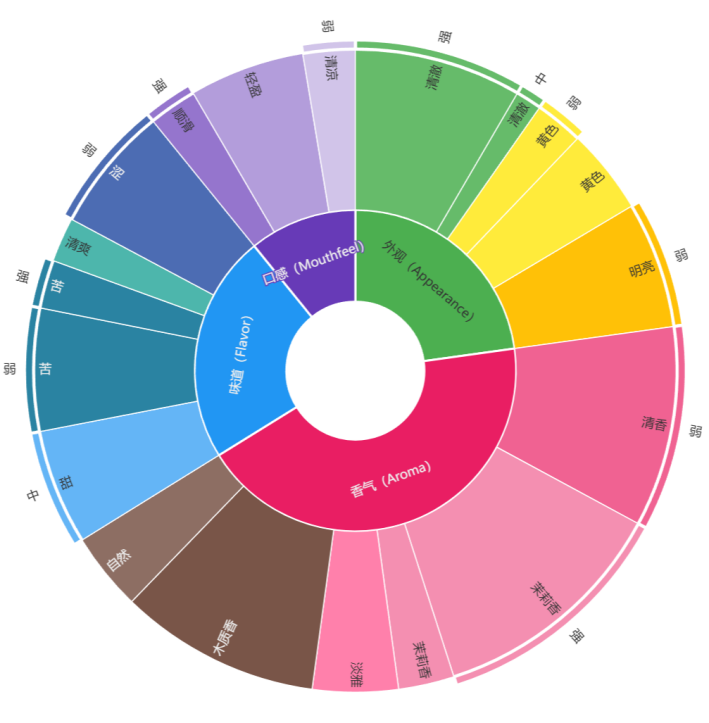 外观（Appearance）
清澈
强
清澈
中
黄色
弱
黄色
明亮
弱
香气（Aroma）
清香
弱
茉莉香
强
茉莉香
淡雅
木质香
自然
味道（Flavor）
甜
中
苦
弱
苦
强
清爽
涩
弱
口感（Mouthfeel）
顺滑
强
轻盈
清凉
弱